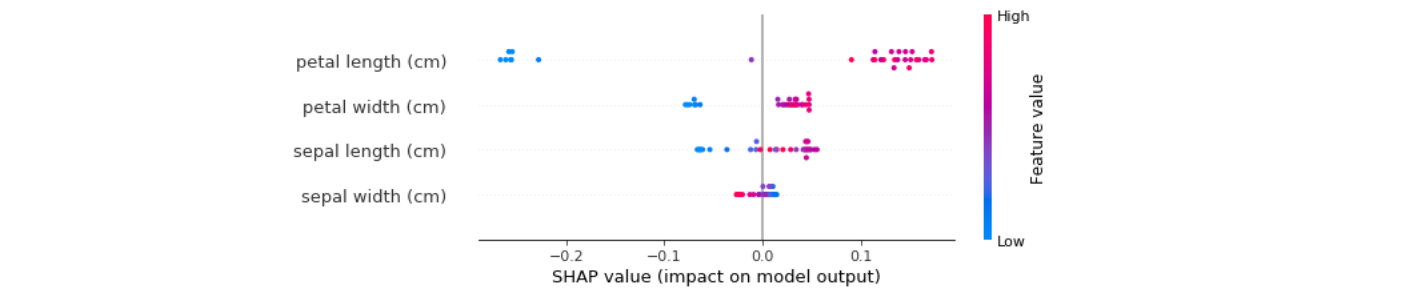 High
petal length (cm)
petal width (cm)
sepal length (cm)
sepal width (cm)
Feature value
Low
−0.2 −0.1 0.0 0.1
SHAP value (impact on model output)